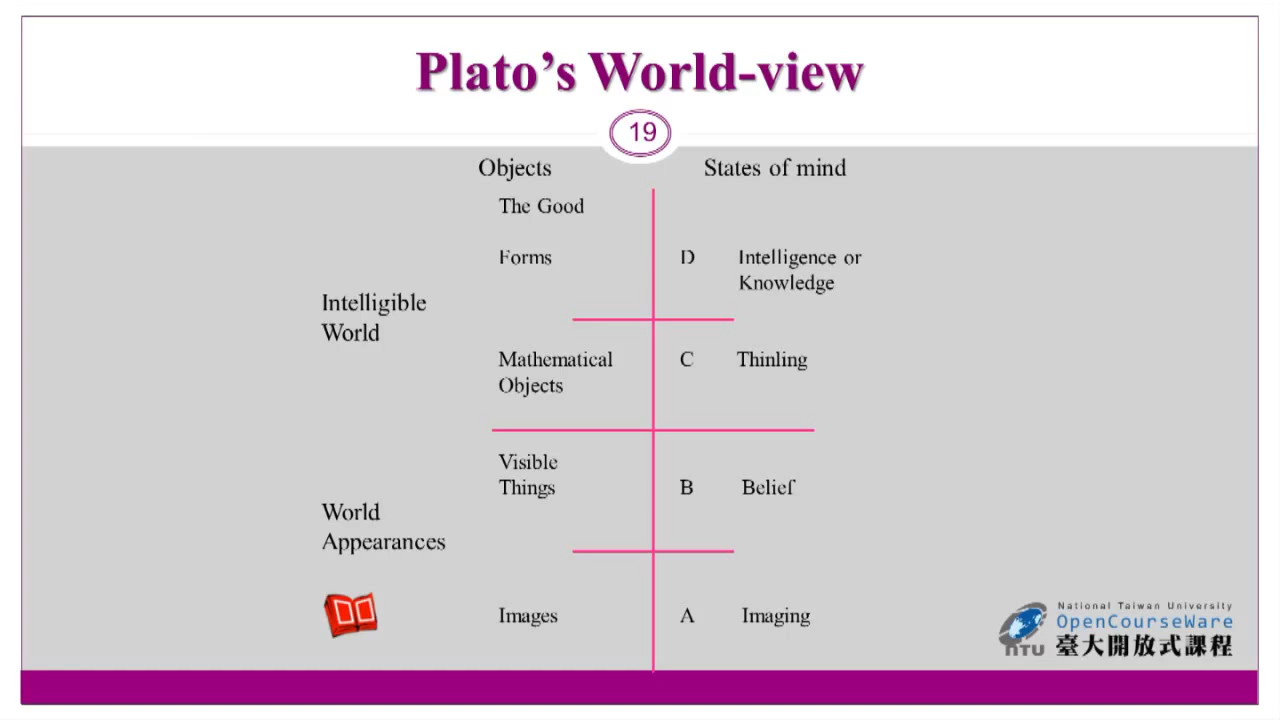 Plato’s World-view
19
Objects
States of mind
The Good
Forms
D
Intelligence or
Knowledge
Intelligible
World
Mathematical
Objects
C
Thinling
Visible
Things
B
Belief
World
Appearances
Images
A
Imaging
National Taiwan University
OpenCourseWare
NTU
臺大開放式課程